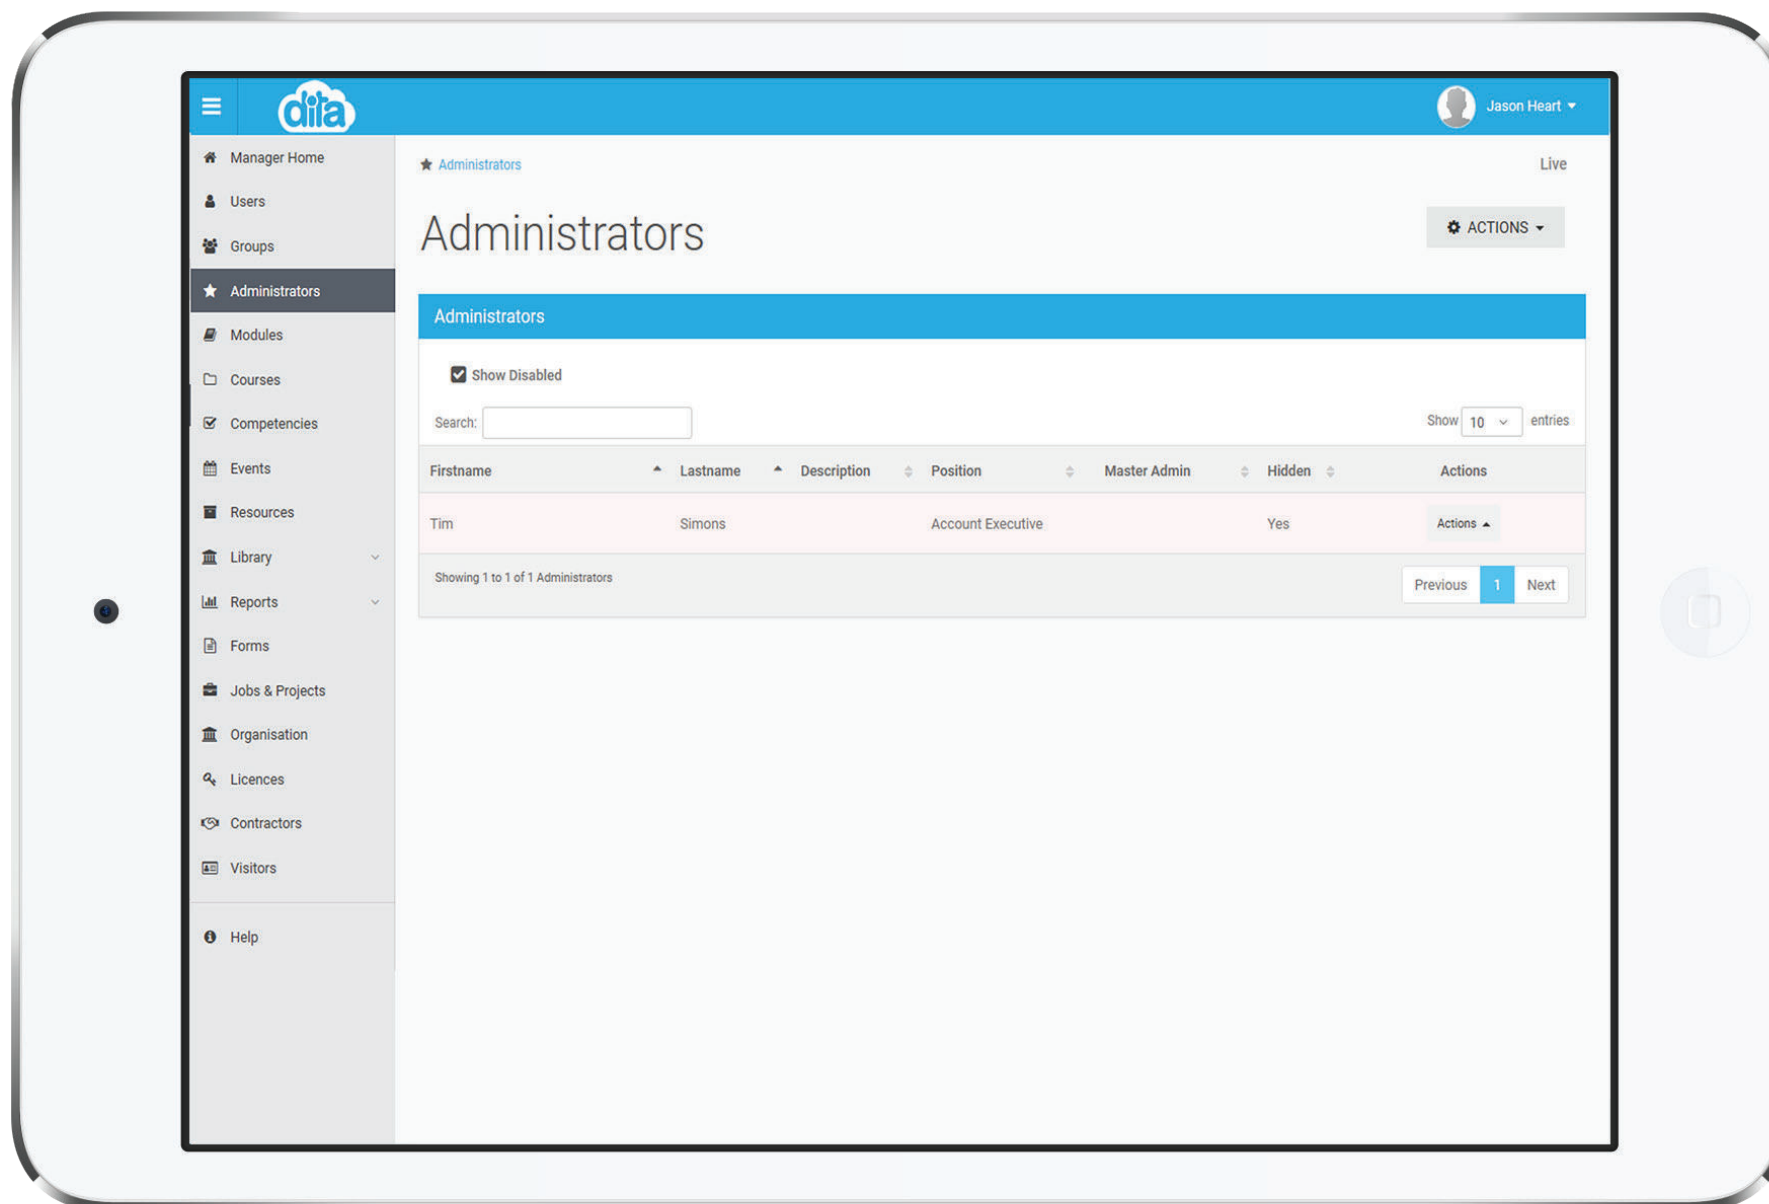 dita
Jason Heart
Manager Home
Users
Groups
Administrators
Modules
Courses
Competencies
Events
Resources
Library
Reports
Forms
Jobs & Projects
Organisation
Licences
Contractors
Visitors
Help
Administrators
Live
Administrators
ACTIONS
Administrators
Show Disabled
Search:
Show 10 entries
Firstname Lastname Description Position Master Admin Hidden Actions
Tim Simons Account Executive Yes Actions
Showing 1 to 1 of 1 Administrators
Previous 1 Next